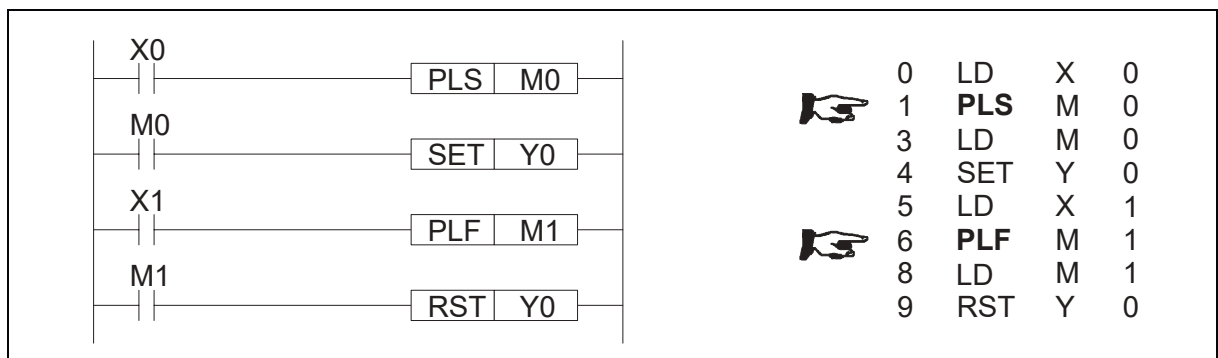 X0
PLS M0
M0
SET Y0
X1
PLF M1
M1
RST Y0
0 LD X 0
1 PLS M 0
3 LD M 0
4 SET Y 0
5 LD X 1
6 PLF M 1
8 LD M 1
9 RST Y 0